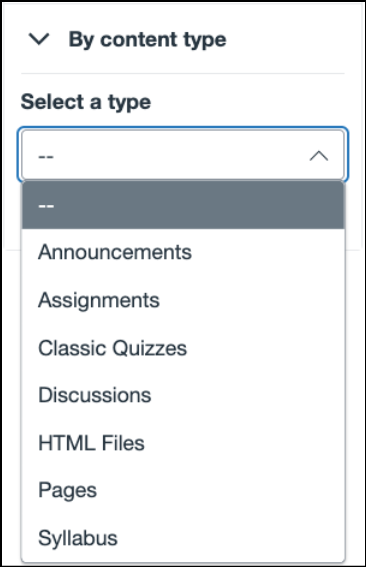 By content type
Select a type
--
--
Announcements
Assignments
Classic Quizzes
Discussions
HTML Files
Pages
Syllabus